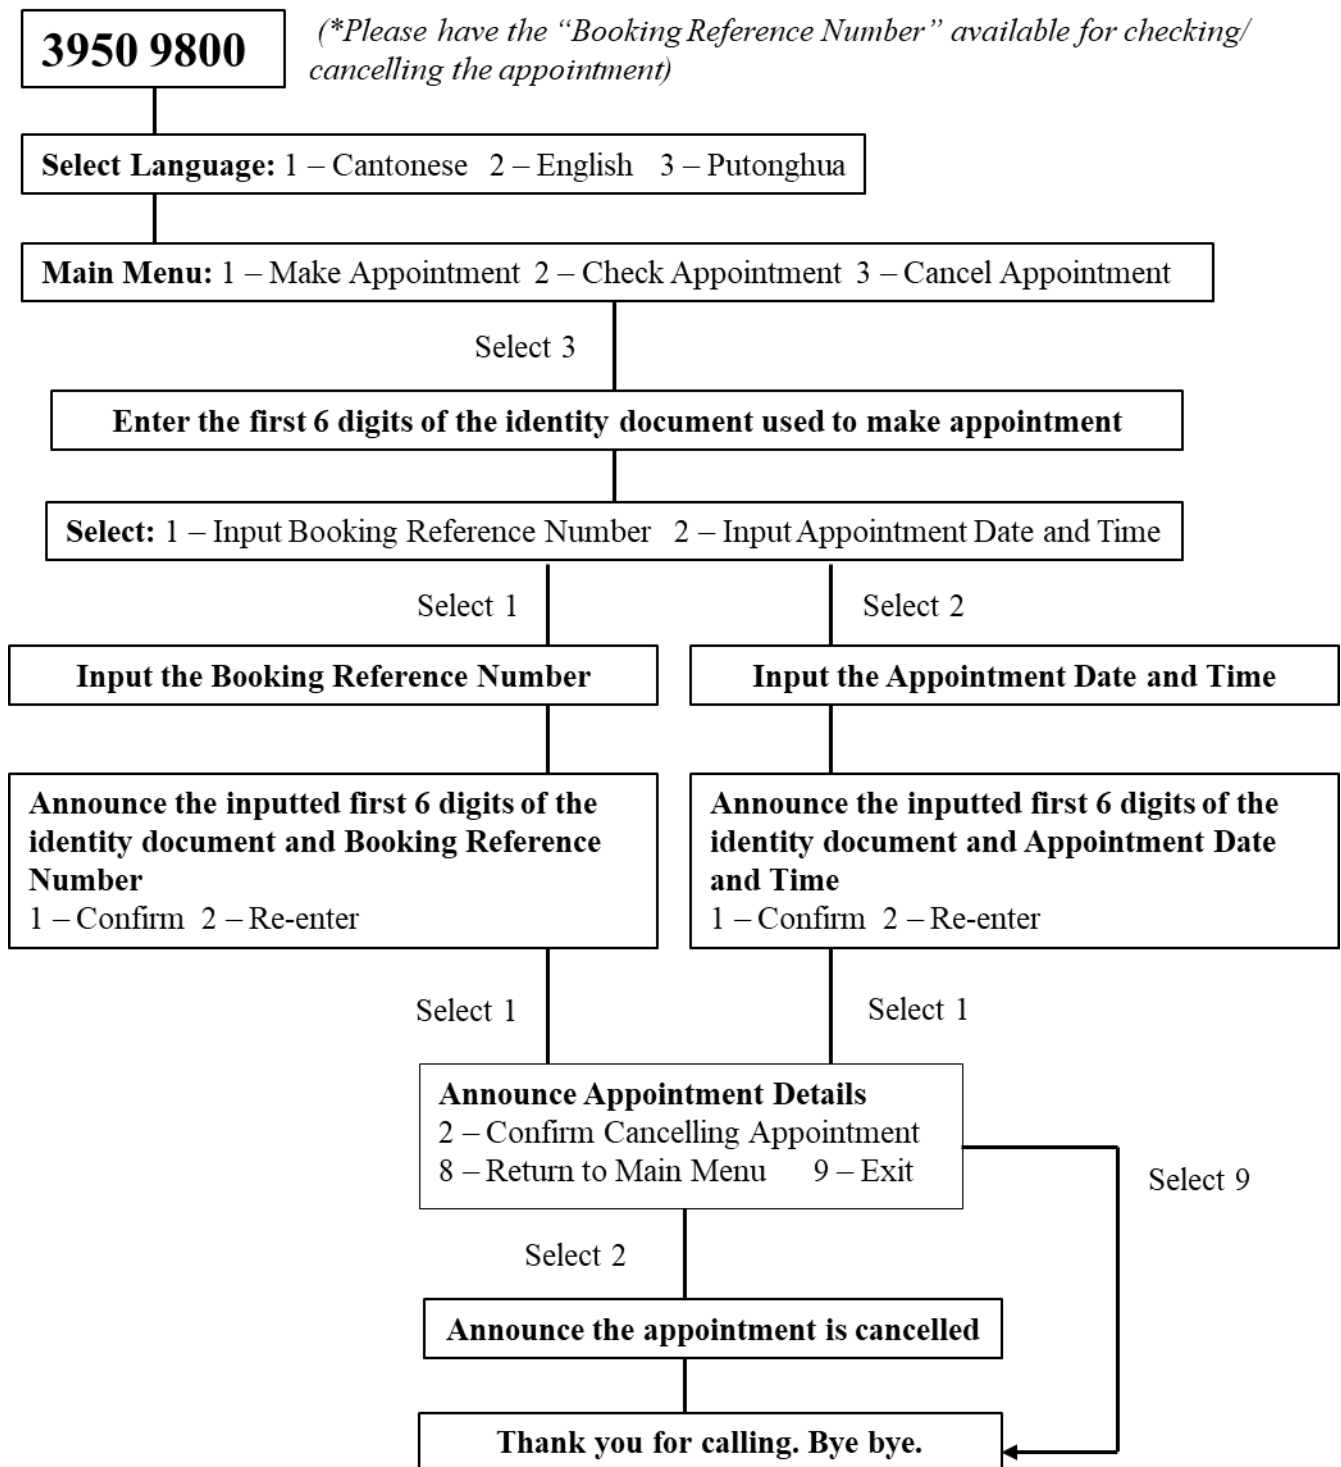 3950 9800
(*Please have the “Booking Reference Number” available for checking/
cancelling the appointment)
Select Language: 1 – Cantonese 2 – English 3 – Putonghua
Main Menu: 1 – Make Appointment 2 – Check Appointment 3 – Cancel Appointment
Select 3
Enter the first 6 digits of the identity document used to make appointment
Select: 1 – Input Booking Reference Number 2 – Input Appointment Date and Time
Select 1
Select 2
Input the Booking Reference Number
Input the Appointment Date and Time
Announce the inputted first 6 digits of the
identity document and Booking Reference
Number
1 – Confirm 2 – Re-enter
Announce the inputted first 6 digits of the
identity document and Appointment Date
and Time
1 – Confirm 2 – Re-enter
Select 1
Select 1
Announce Appointment Details
2 – Confirm Cancelling Appointment
8 – Return to Main Menu 9 – Exit
Select 9
Select 2
Announce the appointment is cancelled
Thank you for calling. Bye bye.